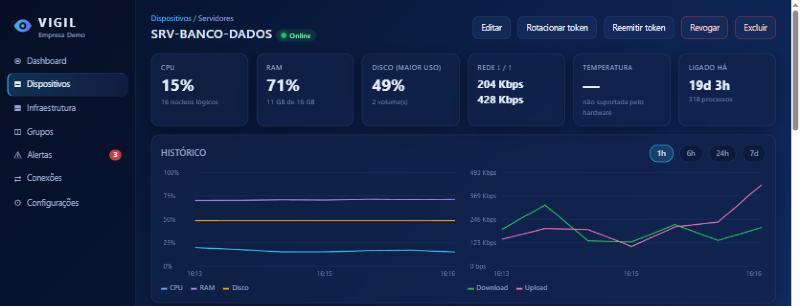 VIGIL
Empresa Demo
Dashboard
Dispositivos
Infraestrutura
Grupos
Alertas 3
Conexões
Configurações
Dispositivos / Servidores
SRV-BANCO-DADOS Online
Editar Rotacionar token Reemitir token Revogar Excluir
CPU
15%
16 núcleos lógicos
RAM
71%
11 GB de 16 GB
DISCO (MAIOR USO)
49%
2 volume(s)
REDE ↓ / ↑
204 Kbps
428 Kbps
TEMPERATURA
—
não suportada pelo
hardware
LIGADO HÁ
19d 3h
318 processos
HISTÓRICO
1h 6h 24h 7d
100%
75%
50%
25%
0%
16:13 16:15 16:16
CPU RAM Disco
369 Kbps
246 Kbps
123 Kbps
0 bps
16:13 16:15 16:16
Download Upload